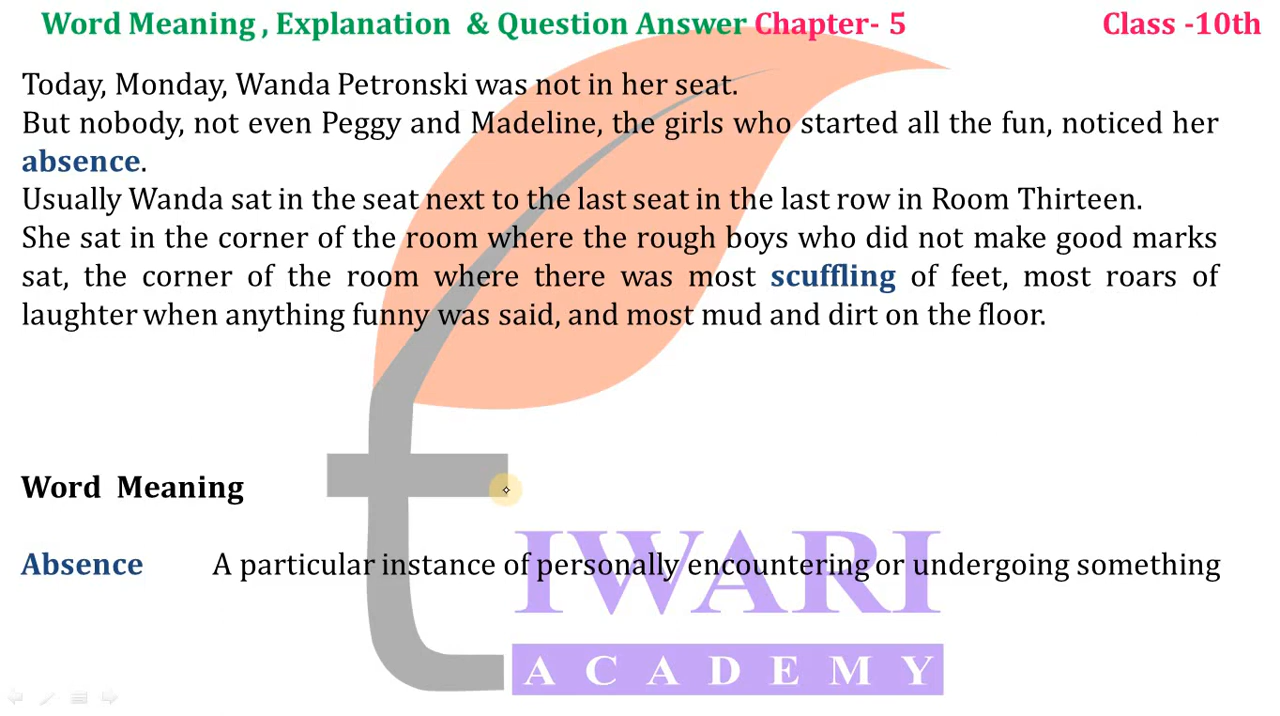 Word Meaning , Explanation & Question Answer Chapter- 5 Class -10th
Today, Monday, Wanda Petronski was not in her seat.
But nobody, not even Peggy and Madeline, the girls who started all the fun, noticed her
absence.
Usually Wanda sat in the seat next to the last seat in the last row in Room Thirteen.
She sat in the corner of the room where the rough boys who did not make good marks
sat, the corner of the room where there was most scuffling of feet, most roars of
laughter when anything funny was said, and most mud and dirt on the floor.
Word Meaning
Absence A particular instance of personally encountering or undergoing something
tIWARI
ACADEMY